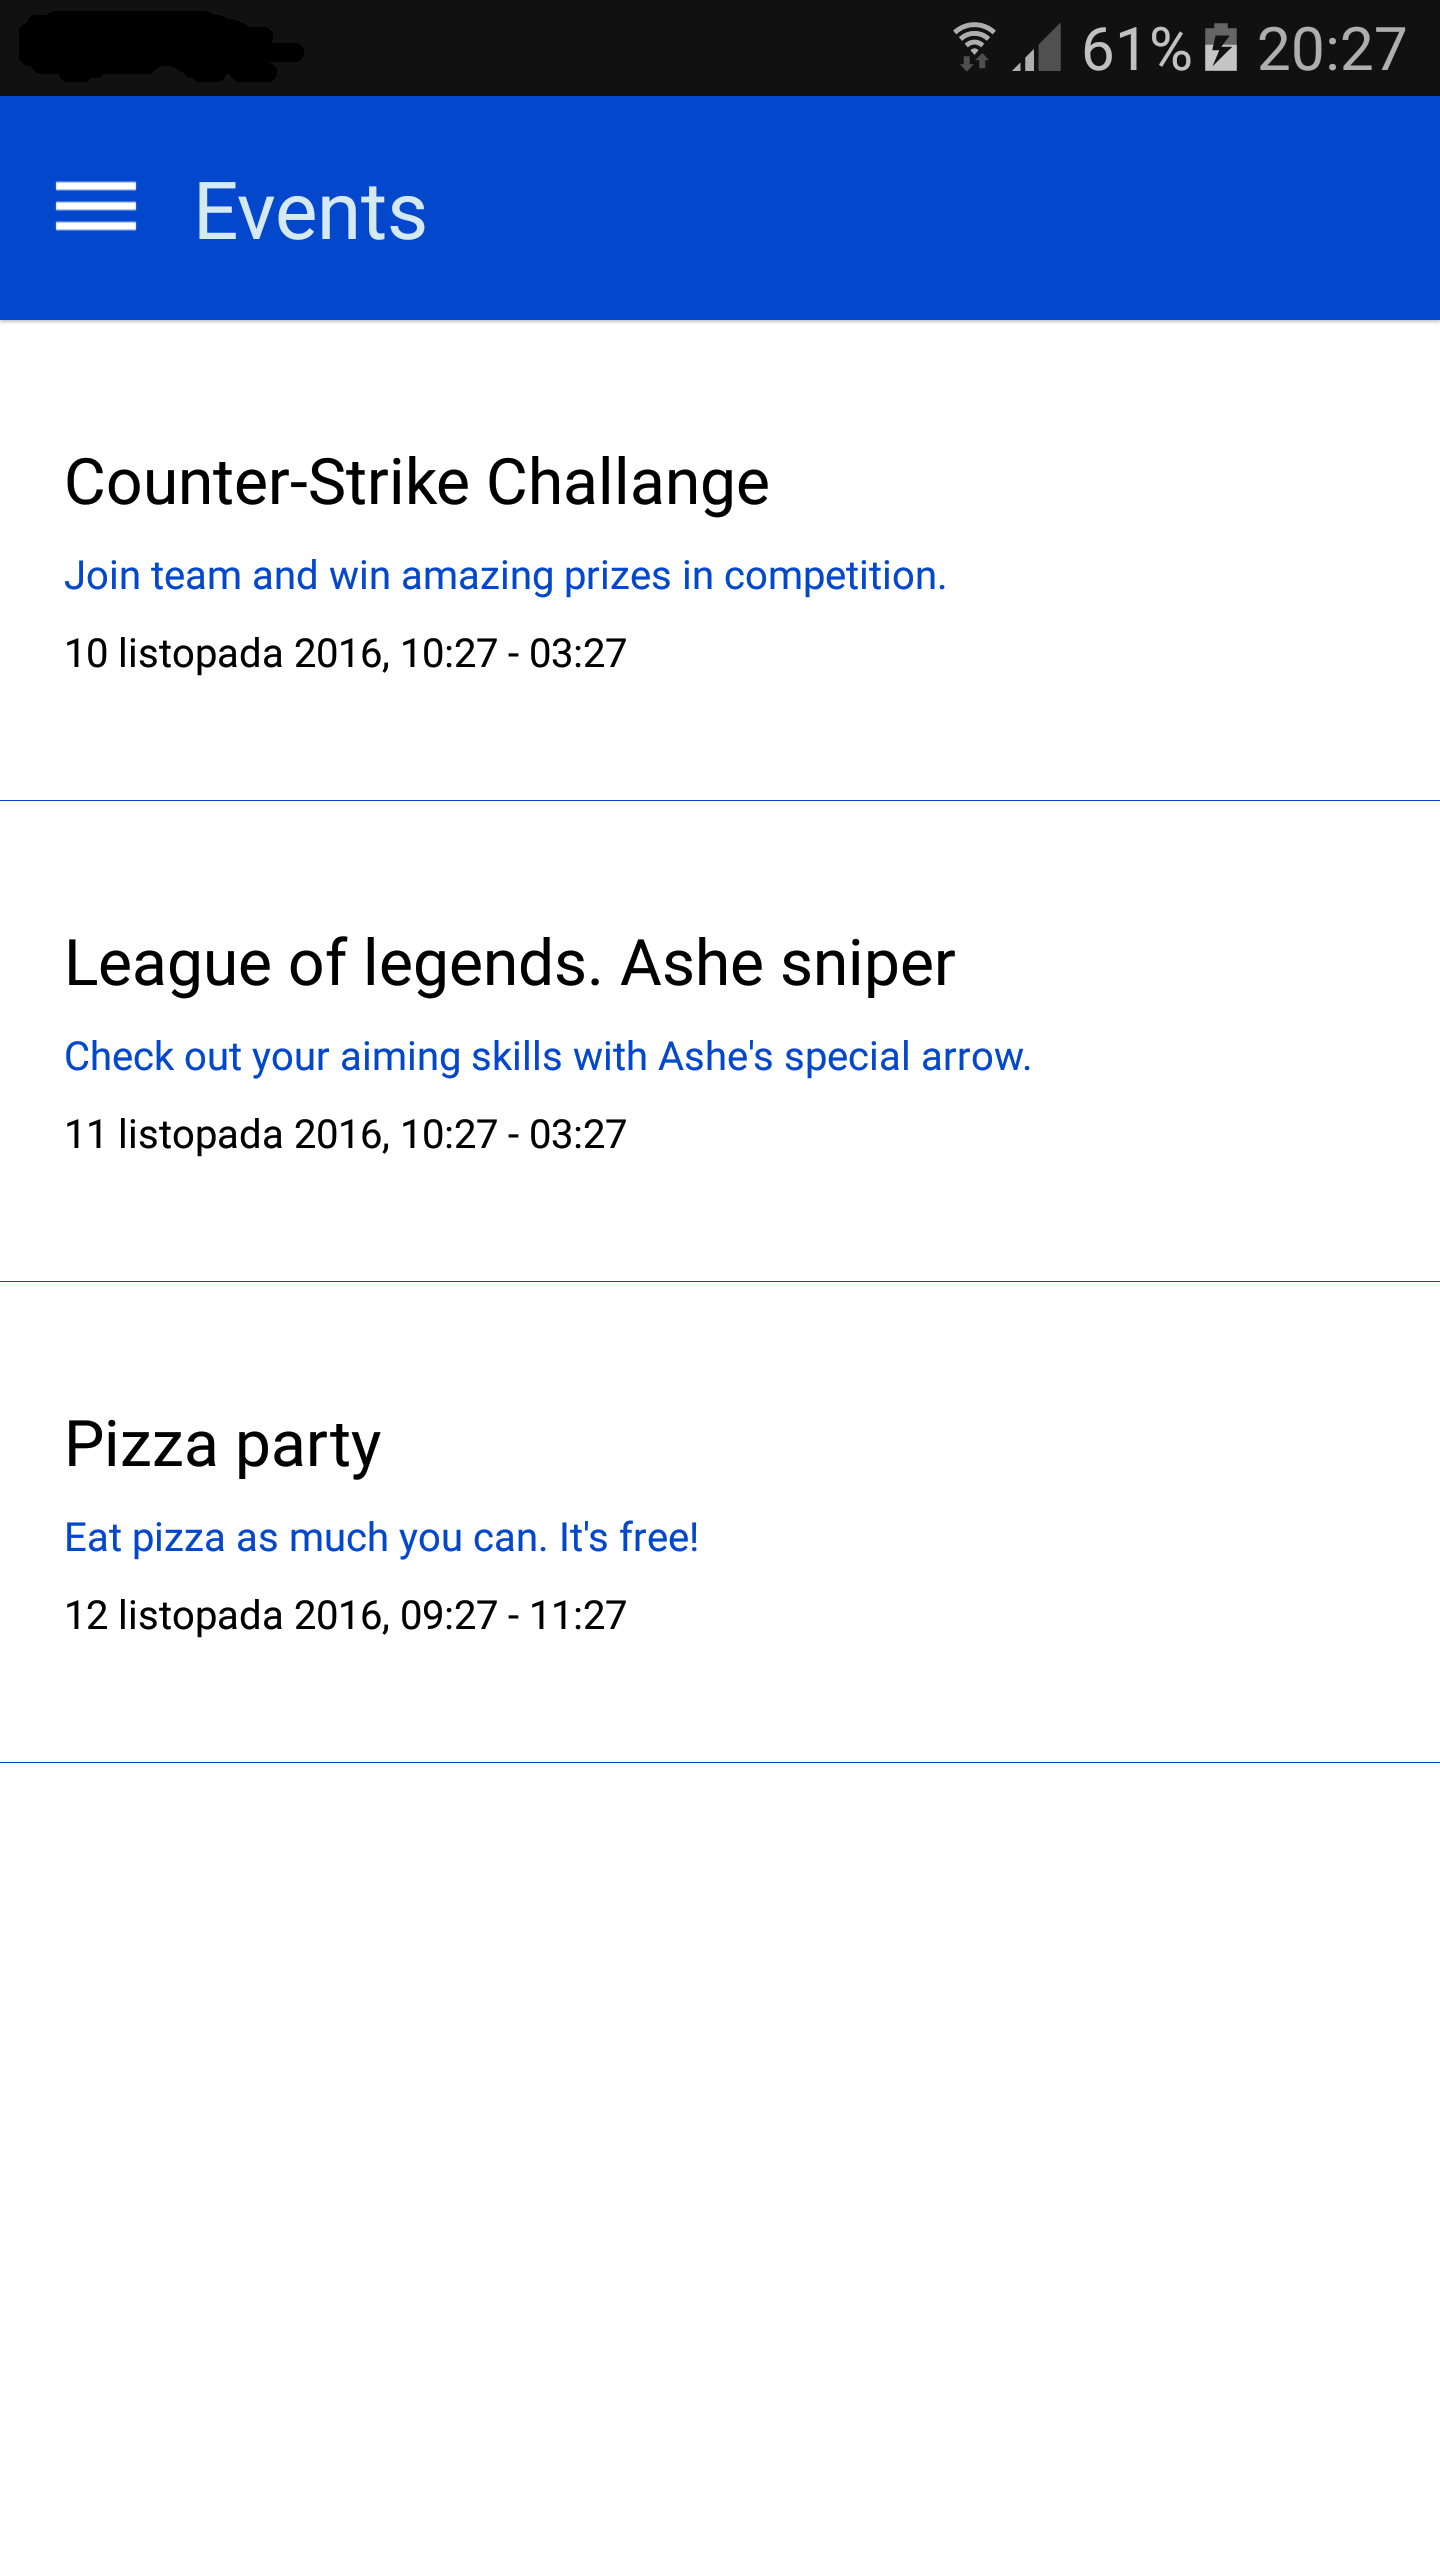 61% 20:27
Events
Counter-Strike Challange
Join team and win amazing prizes in competition.
10 listopada 2016, 10:27 - 03:27
League of legends. Ashe sniper
Check out your aiming skills with Ashe's special arrow.
11 listopada 2016, 10:27 - 03:27
Pizza party
Eat pizza as much you can. It's free!
12 listopada 2016, 09:27 - 11:27